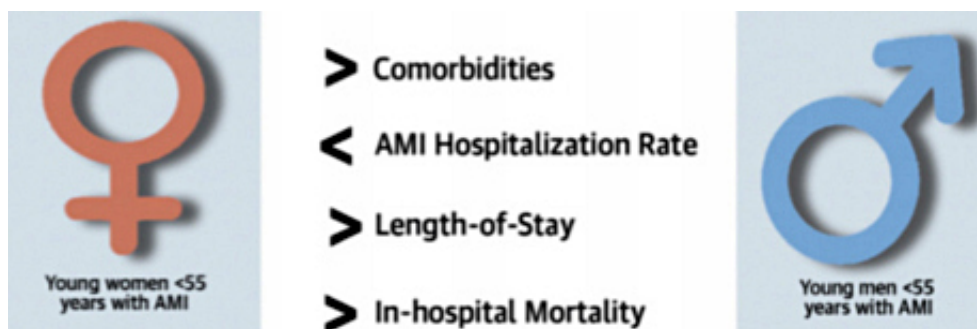 > Comorbidities
< AMI Hospitalization Rate
> Length-of-Stay
> In-hospital Mortality
Young women <55
years with AMI
Young men <55
years with AMI